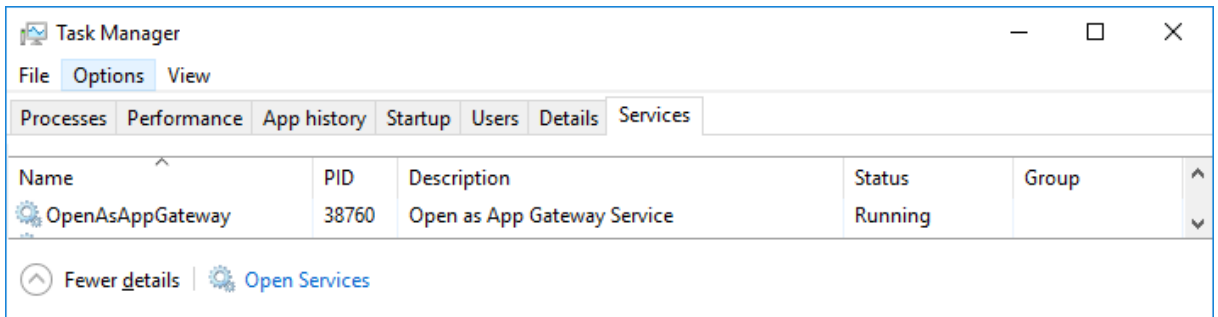 Task Manager
File Options View
Processes Performance App history Startup Users Details Services
Name PID Description Status Group
OpenAsAppGateway 38760 Open as App Gateway Service Running
Fewer details Open Services